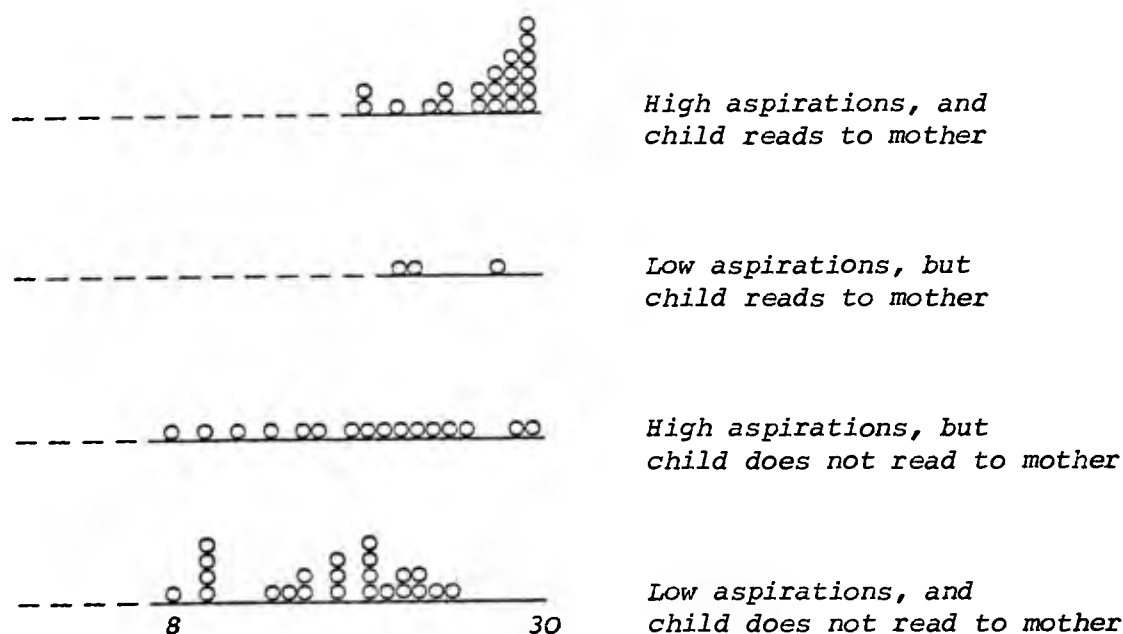 High aspirations, and
child reads to mother
Low aspirations, but
child reads to mother
High aspirations, but
child does not read to mother
Low aspirations, and
child does not read to mother
8 30